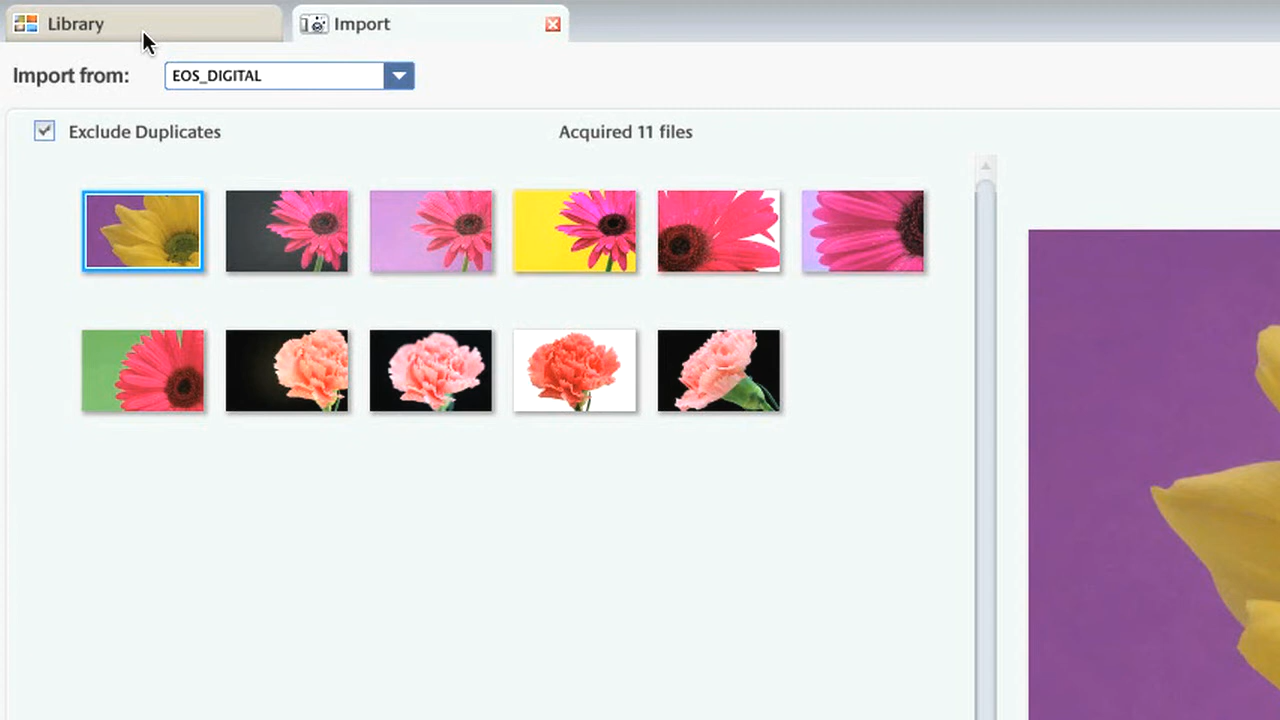 Library
Import
Import from:
EOS_DIGITAL
Exclude Duplicates
Acquired 11 files